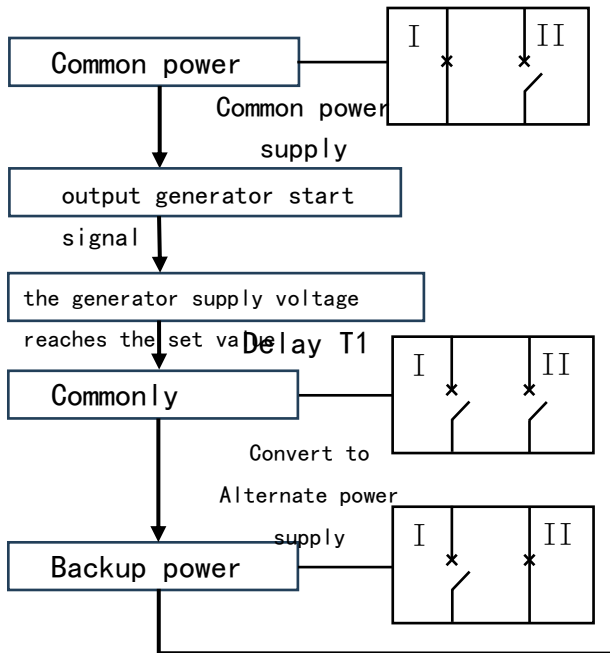 I II
Common power
Common power
supply
output generator start
signal
the generator supply voltage
reaches the set value
Delay T1
I II
Commonly
Convert to
Alternate power
supply
I II
Backup power